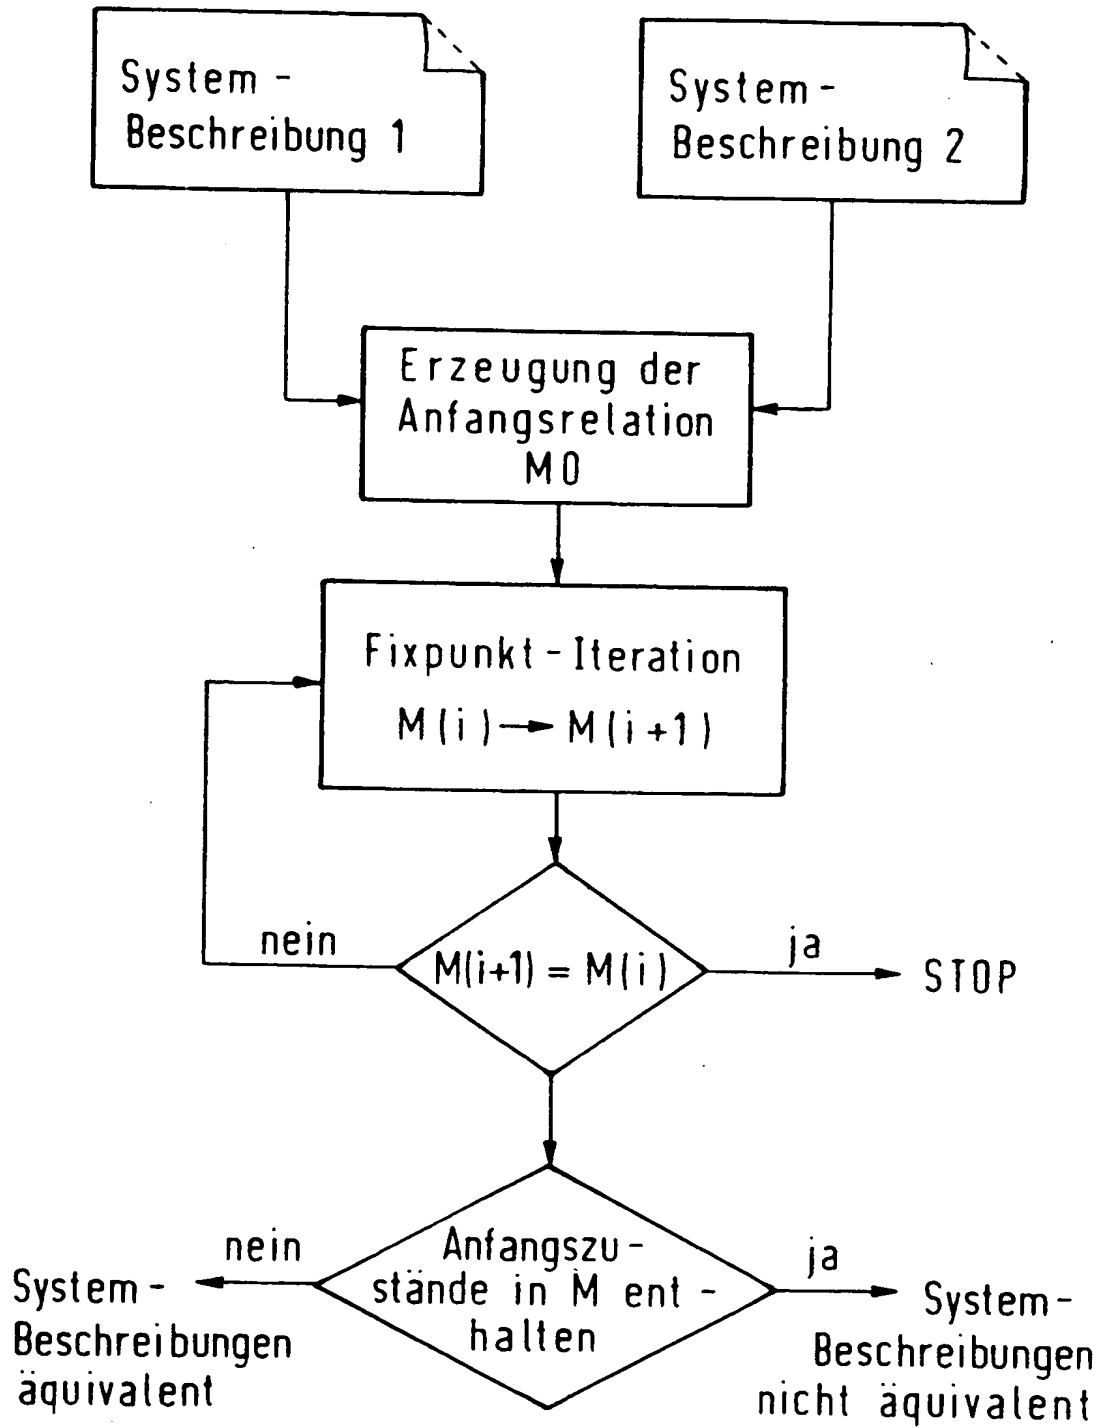 System -
Beschreibung 1
System -
Beschreibung 2
Erzeugung der
Anfangsrelation
M0
Fixpunkt - Iteration
M(i) → M(i+1)
nein
M(i+1) = M(i)
ja
STOP
nein
Anfangszu -
stände in M ent -
halten
ja
System -
Beschreibungen
äquivalent
System -
Beschreibungen
nicht äquivalent